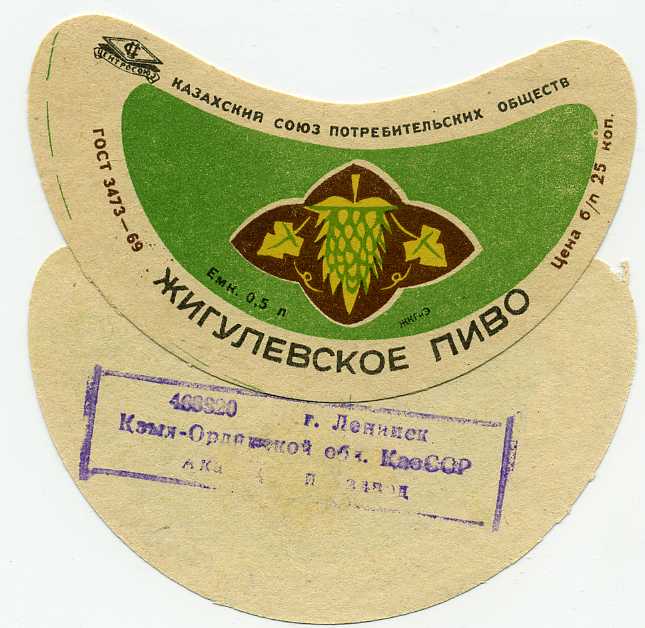 ЦЕНТРОСОЮЗ
КАЗАХСКИЙ СОЮЗ ПОТРЕБИТЕЛЬСКИХ ОБЩЕСТВ
ГОСТ 3473—69
Цена б/п 25 коп.
Емк. 0,5 л
ЖИГУЛЕВСКОЕ ПИВО
г. Ленинск
обл. КазССР
завод